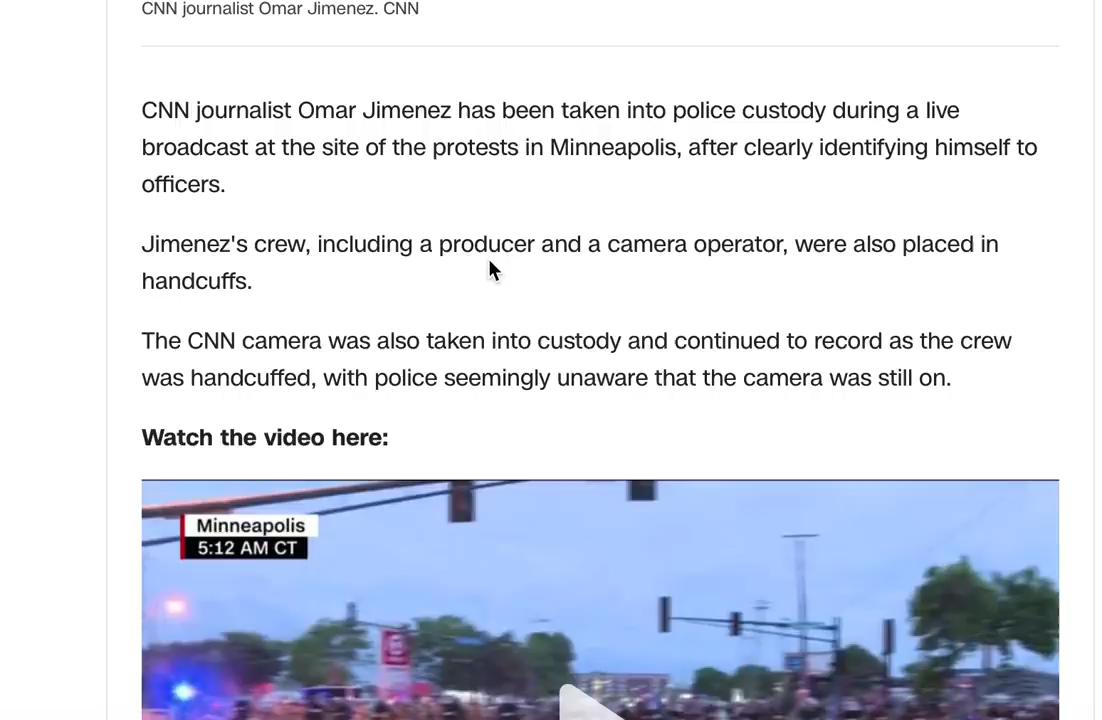 CNN journalist Omar Jimenez. CNN
CNN journalist Omar Jimenez has been taken into police custody during a live
broadcast at the site of the protests in Minneapolis, after clearly identifying himself to
officers.
Jimenez's crew, including a producer and a camera operator, were also placed in
handcuffs.
The CNN camera was also taken into custody and continued to record as the crew
was handcuffed, with police seemingly unaware that the camera was still on.
Watch the video here:
Minneapolis
5:12 AM CT